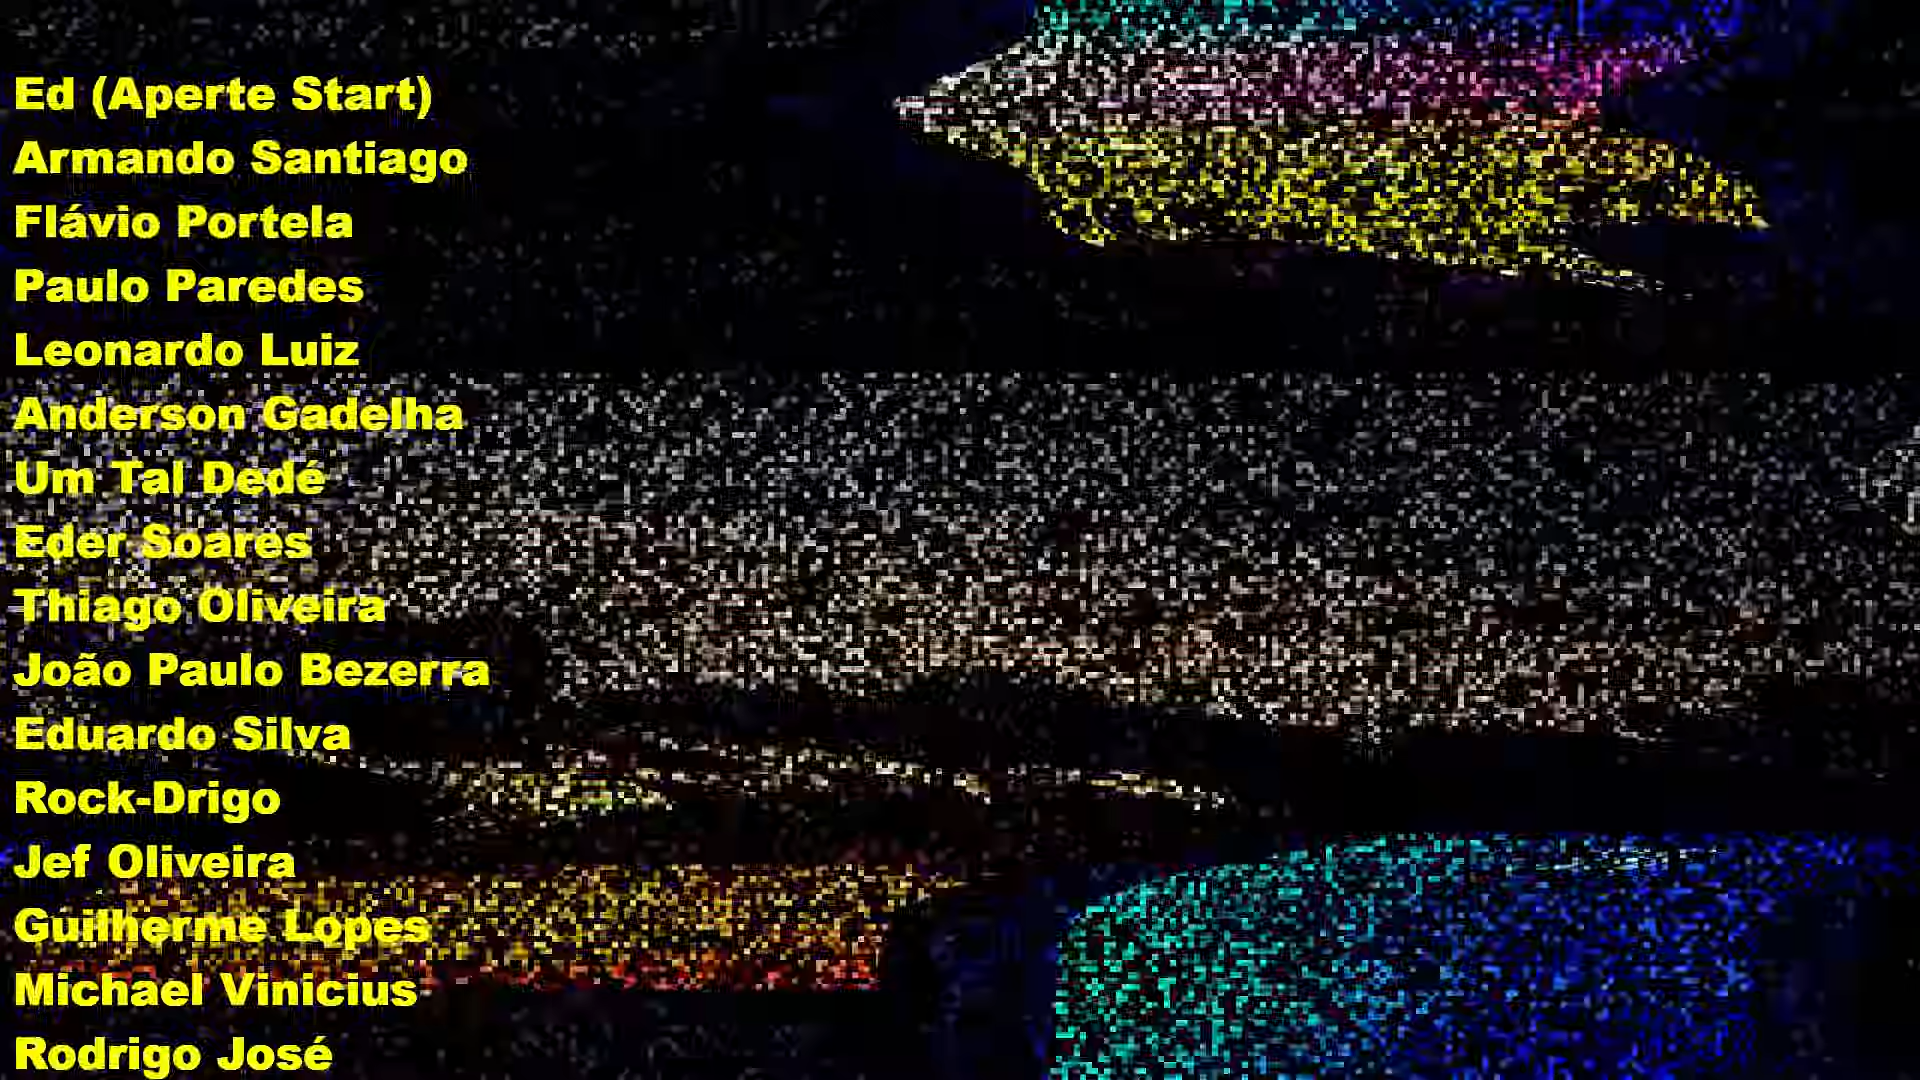 Ed (Aperte Start)
Armando Santiago
Flávio Portela
Paulo Paredes
Leonardo Luiz
Anderson Gadelha
Um Tal Dedé
Eder Soares
Thiago Oliveira
João Paulo Bezerra
Eduardo Silva
Rock-Drigo
Jef Oliveira
Guilherme Lopes
Michael Vinicius
Rodrigo José